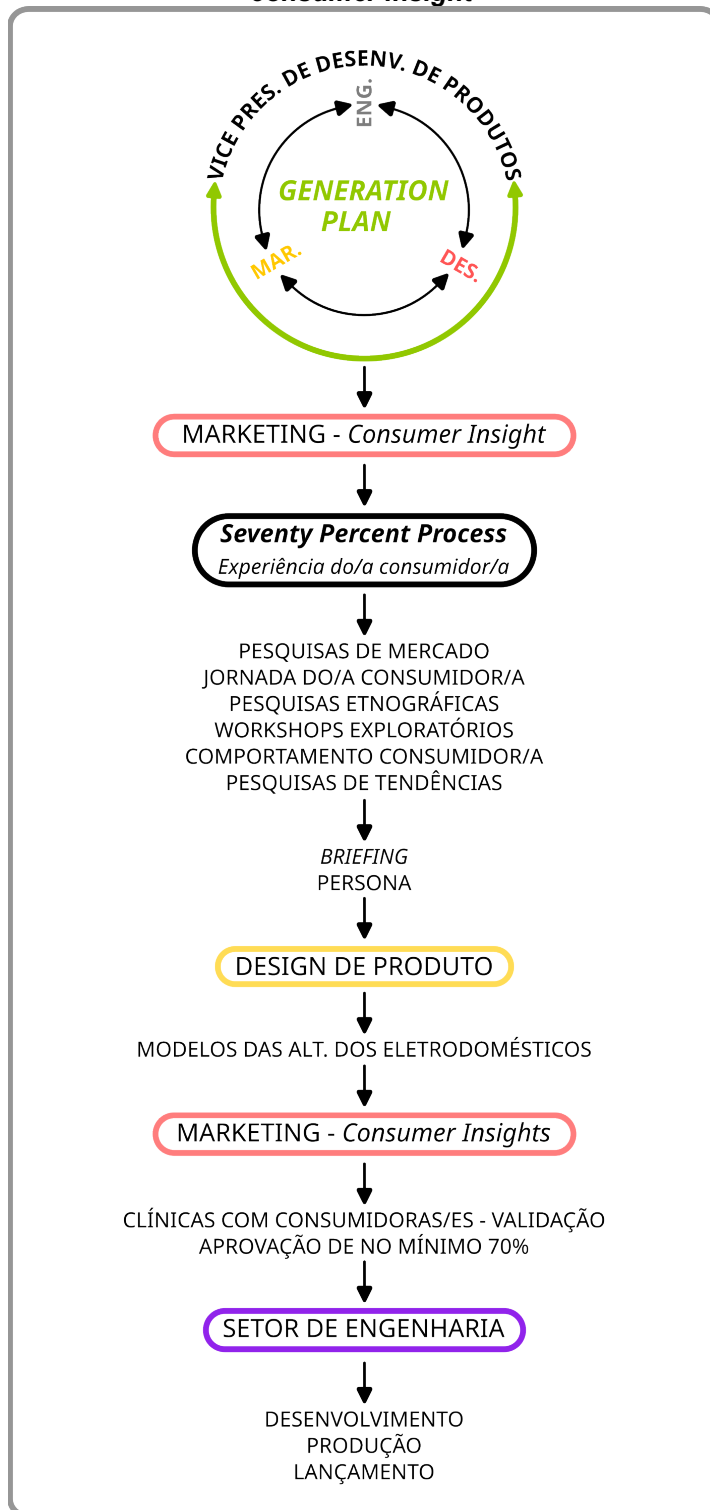 Consumer Insight
VICE PRES. DE DESENV. DE PRODUTOS
ENG.
GENERATION
PLAN
MAR.
DES.
MARKETING - Consumer Insight
Seventy Percent Process
Experiência do/a consumidor/a
PESQUISAS DE MERCADO
JORNADA DO/A CONSUMIDOR/A
PESQUISAS ETNOGRÁFICAS
WORKSHOPS EXPLORATÓRIOS
COMPORTAMENTO CONSUMIDOR/A
PESQUISAS DE TENDÊNCIAS
BRIEFING
PERSONA
DESIGN DE PRODUTO
MODELOS DAS ALT. DOS ELETRODOMÉSTICOS
MARKETING - Consumer Insights
CLÍNICAS COM CONSUMIDORAS/ES - VALIDAÇÃO
APROVAÇÃO DE NO MÍNIMO 70%
SETOR DE ENGENHARIA
DESENVOLVIMENTO
PRODUÇÃO
LANÇAMENTO